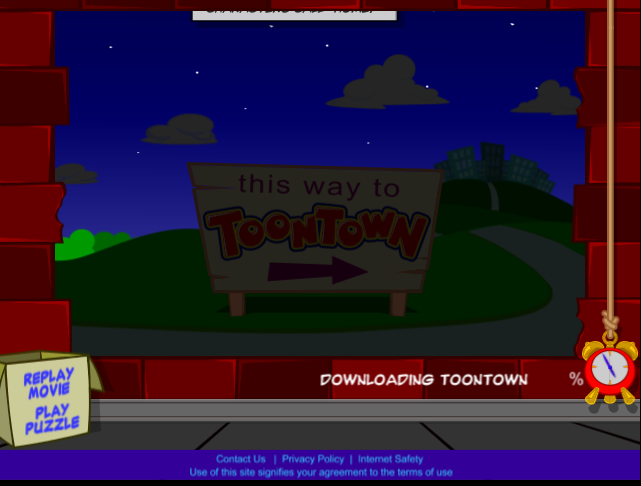 this way to
TOONTOWN
REPLAY
MOVIE
PLAY
PUZZLE
DOWNLOADING TOONTOWN %
Contact Us | Privacy Policy | Internet Safety
Use of this site signifies your agreement to the terms of use